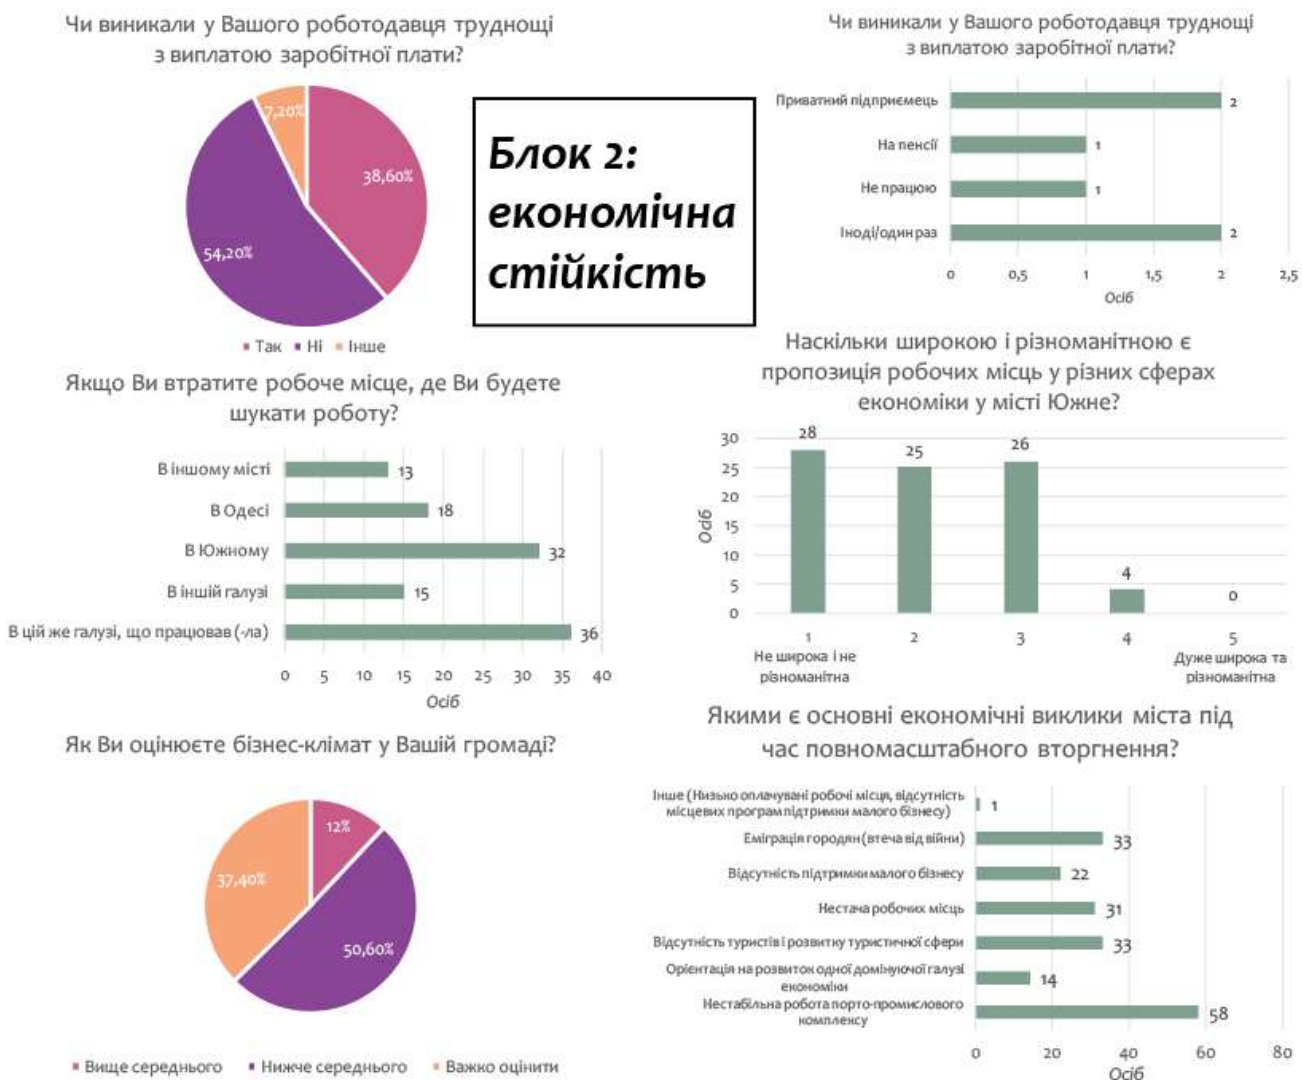 Чи виникали у Вашого роботодавця труднощі
з виплатою заробітної плати?
7,20%
38,60%
54,20%
Так Ні Інше
Блок 2:
економічна
стійкість
Чи виникали у Вашого роботодавця труднощі
з виплатою заробітної плати?
Приватний підприємець 2
На пенсії 1
Не працюю 1
Іноді/один раз 2
0 0,5 1 1,5 2 2,5
Осіб
Якщо Ви втратите робоче місце, де Ви будете
шукати роботу?
В іншому місті 13
В Одесі 18
В Южному 32
В іншій галузі 15
В цій же галузі, що працював (-ла) 36
0 5 10 15 20 25 30 35 40
Осіб
Наскільки широкою і різноманітною є
пропозиція робочих місць у різних сферах
економіки у місті Южне?
30
25
20
15
10
5
0
Осіб
28 25 26 4 0
1 2 3 4 5
Не широка і не
різноманітна
Дуже широка та
різноманітна
Як Ви оцінюєте бізнес-клімат у Вашій громаді?
12%
37,40%
50,60%
Вище середнього Нижче середнього Важко оцінити
Якими є основні економічні виклики міста під
час повномасштабного вторгнення?
Інше (Низько оплачувані робочі місця, відсутність
місцевих програм підтримки малого бізнесу) 1
Еміграція городян (втеча від війни) 33
Відсутність підтримки малого бізнесу 22
Нестача робочих місць 31
Відсутність туристів і розвитку туристичної сфери 33
Орієнтація на розвиток одної домінуючої галузі
економіки 14
Нестабільна робота порто-промислового
комплексу 58
0 20 40 60 80
Осіб